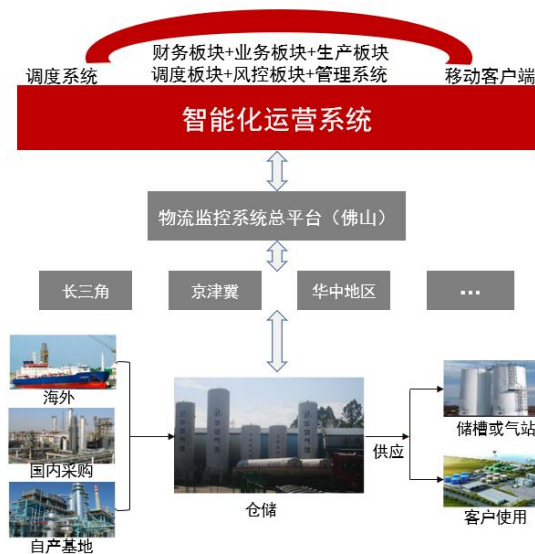 财务板块+业务板块+生产板块
调度系统
调度板块+风控板块+管理系统
移动客户端
智能化运营系统
物流监控系统总平台（佛山）
长三角
京津冀
华中地区
...
海外
国内采购
自产基地
仓储
供应
储槽或气站
客户使用